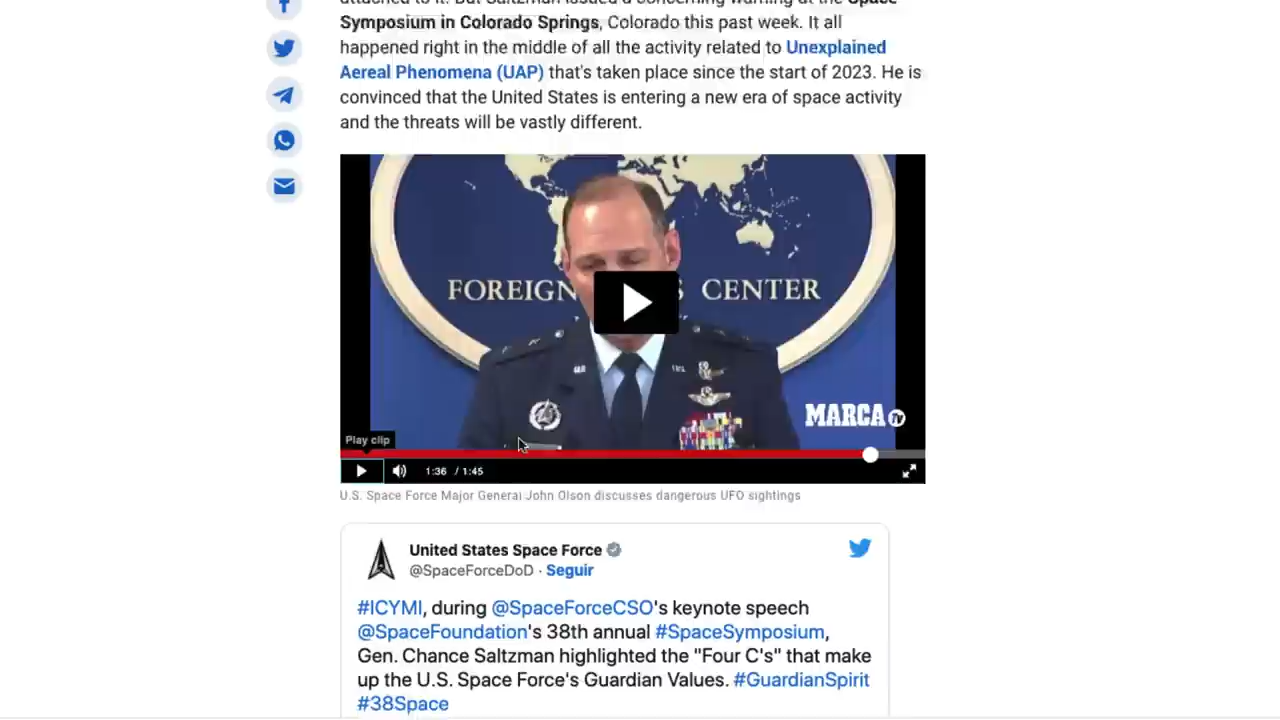 Symposium in Colorado Springs, Colorado this past week. It all
happened right in the middle of all the activity related to Unexplained
Aereal Phenomena (UAP) that's taken place since the start of 2023. He is
convinced that the United States is entering a new era of space activity
and the threats will be vastly different.
FOREIGN
CENTER
MARCA TV
Play clip
1:36 / 1:45
U.S. Space Force Major General John Olson discusses dangerous UFO sightings
United States Space Force
@SpaceForceDoD · Seguir
#ICYMI, during @SpaceForceCSO's keynote speech
@SpaceFoundation's 38th annual #SpaceSymposium,
Gen. Chance Saltzman highlighted the "Four C's" that make
up the U.S. Space Force's Guardian Values. #GuardianSpirit
#38Space